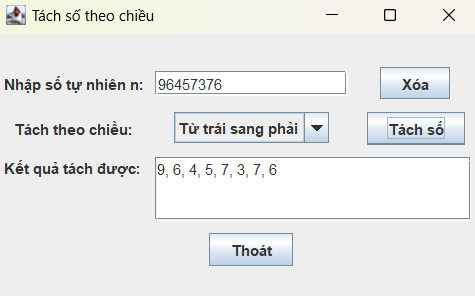 Tách số theo chiều
Nhập số tự nhiên n: 96457376 Xóa
Tách theo chiều: Từ trái sang phải Tách số
Kết quả tách được: 9, 6, 4, 5, 7, 3, 7, 6
Thoát